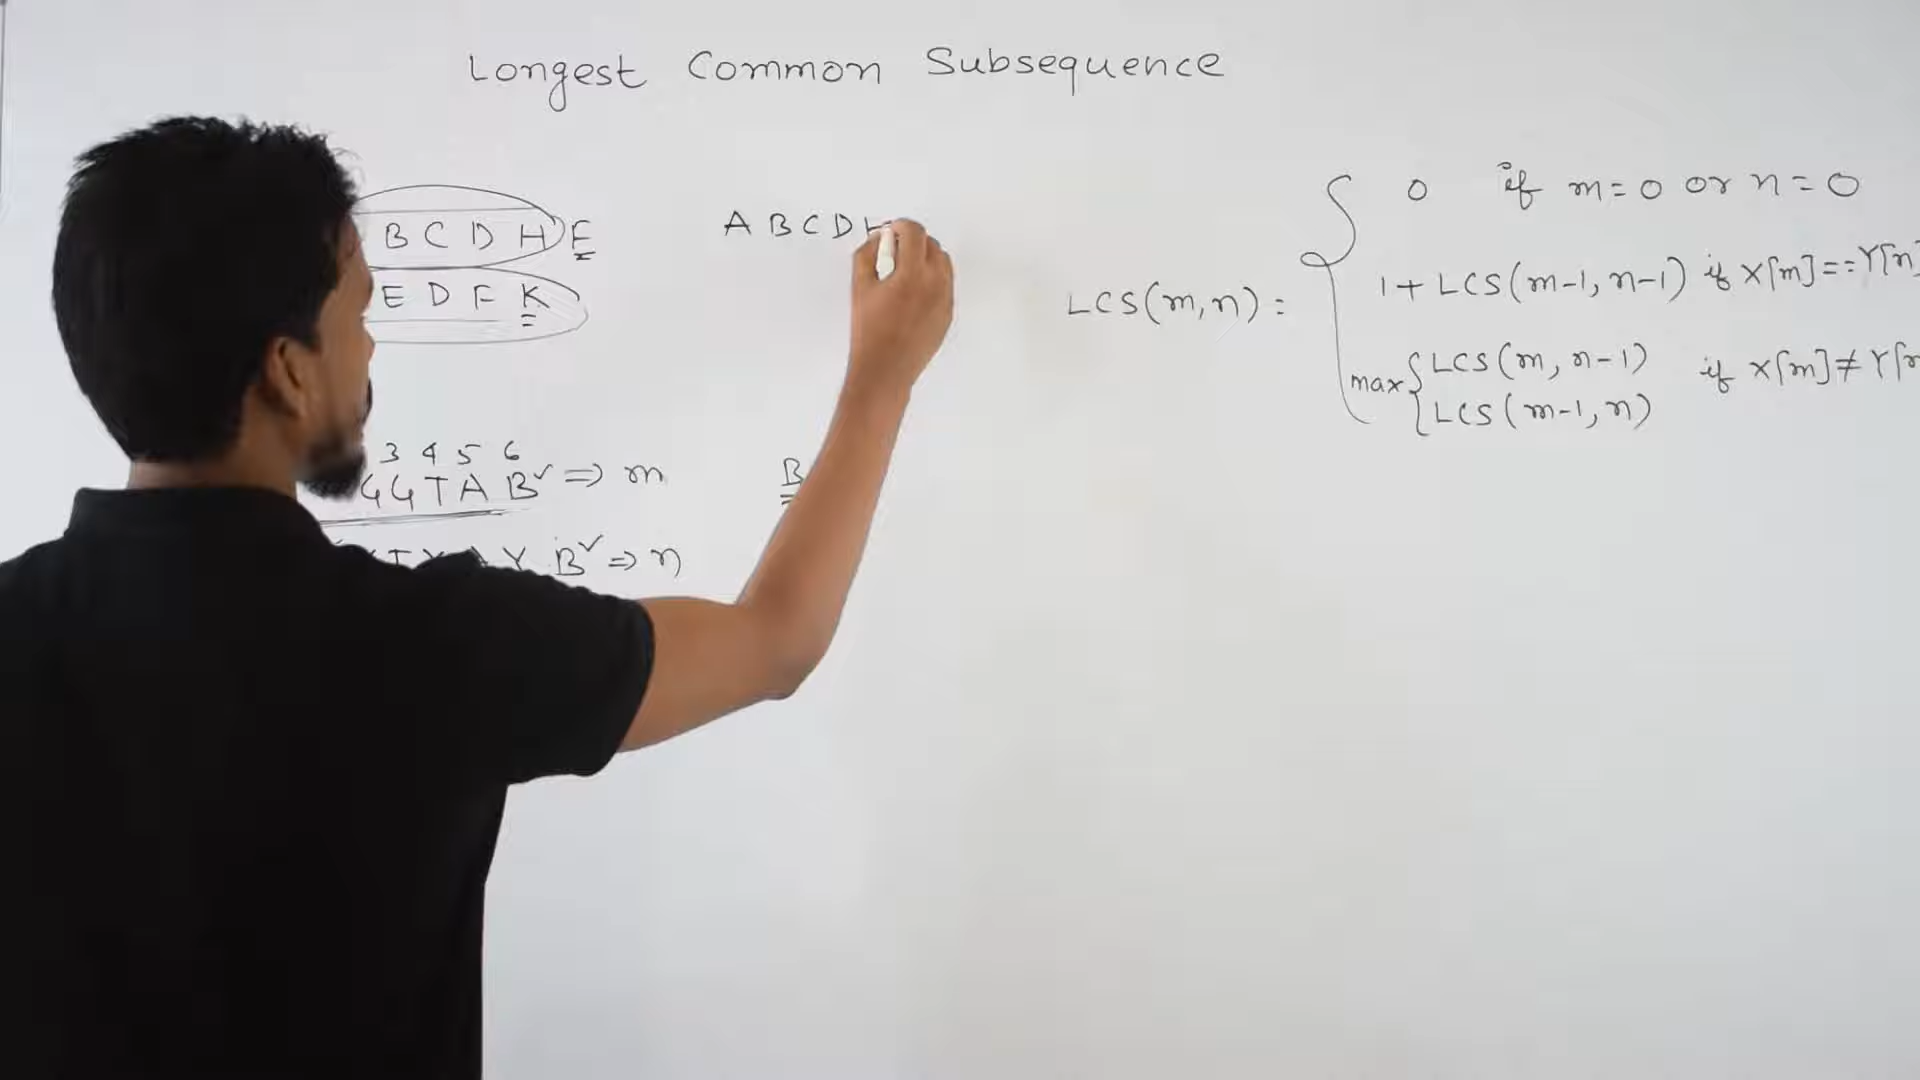 Longest Common Subsequence
B C D H E
E D F K
A B C D
LCS(m,n) =
0 if m=0 or n=0
1+ LCS(m-1, n-1) if X[m]==Y[n]
max { LCS(m, n-1)
LCS(m-1, n)
if X[m]≠Y[
3 4 5 6
G G T A B ✓ => m
B
Y B ✓ => n